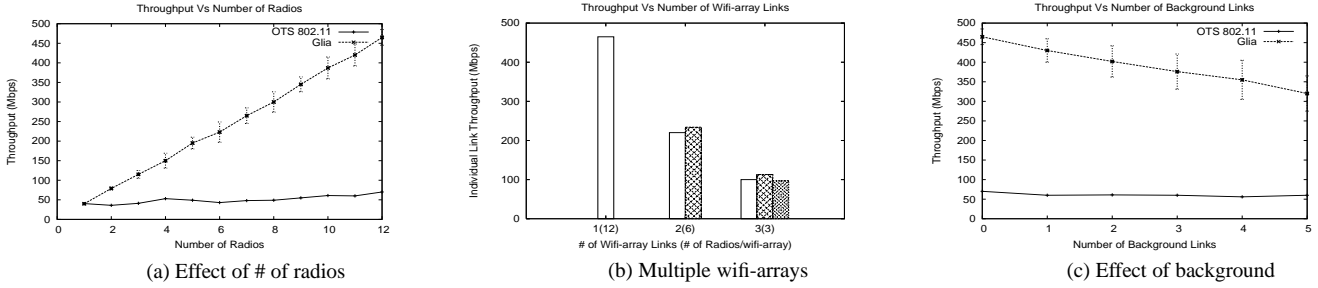 Throughput Vs Number of Radios
500
450
400
350
300
250
200
150
100
50
0
0 2 4 6 8 10 12
Throughput (Mbps)
Number of Radios
OTS 802.11
Glia
(a) Effect of # of radios
Throughput Vs Number of Wifi-array Links
500
400
300
200
100
0
1(12) 2(6) 3(3)
Individual Link Throughput (Mbps)
# of Wifi-array Links (# of Radios/wifi-array)
(b) Multiple wifi-arrays
Throughput Vs Number of Background Links
500
450
400
350
300
250
200
150
100
50
0
0 1 2 3 4 5
Throughput (Mbps)
Number of Background Links
OTS 802.11
Glia
(c) Effect of background